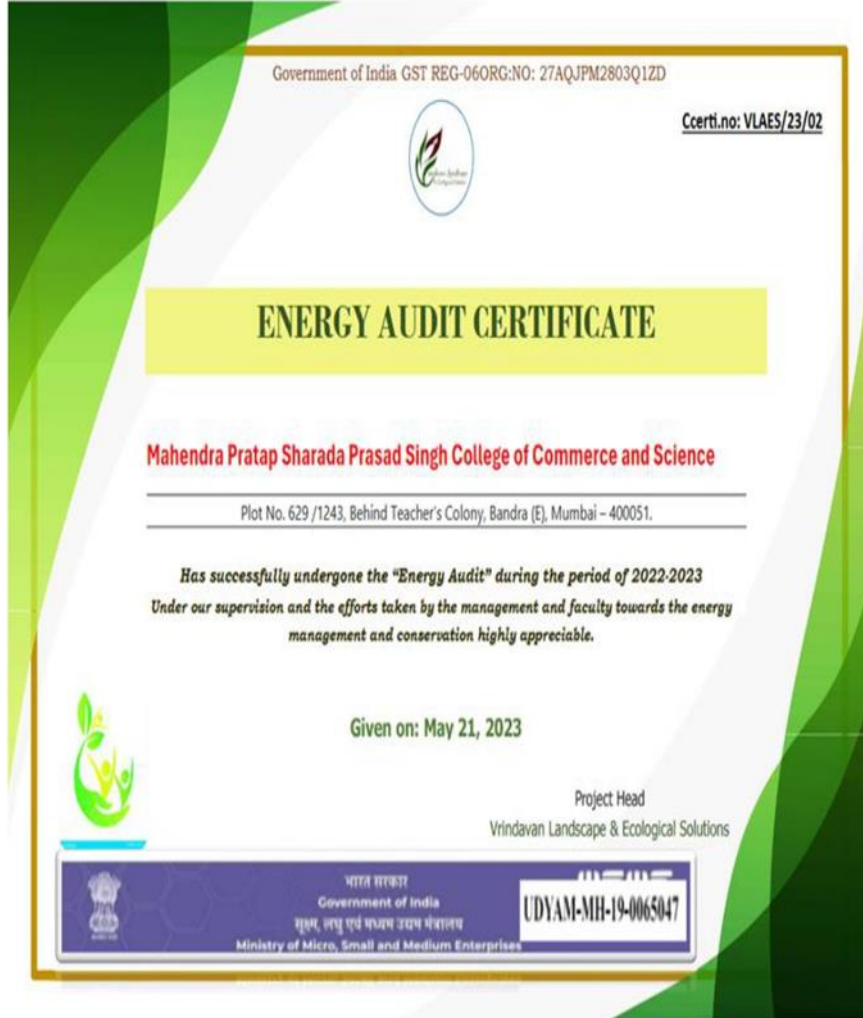 Government of India GST REG-06ORG:NO: 27AQJPM2803Q1ZD
Ccerti.no: VLAES/23/02
ENERGY AUDIT CERTIFICATE
Mahendra Pratap Sharada Prasad Singh College of Commerce and Science
Plot No. 629 /1243, Behind Teacher's Colony, Bandra (E), Mumbai – 400051.
Has successfully undergone the “Energy Audit” during the period of 2022-2023
Under our supervision and the efforts taken by the management and faculty towards the energy
management and conservation highly appreciable.
Given on: May 21, 2023
Project Head
Vrindavan Landscape & Ecological Solutions
भारत सरकार
Government of India
सूक्ष्म, लघु एवं मध्यम उद्यम मंत्रालय
Ministry of Micro, Small and Medium Enterprises
UDYAM-MH-19-0065047